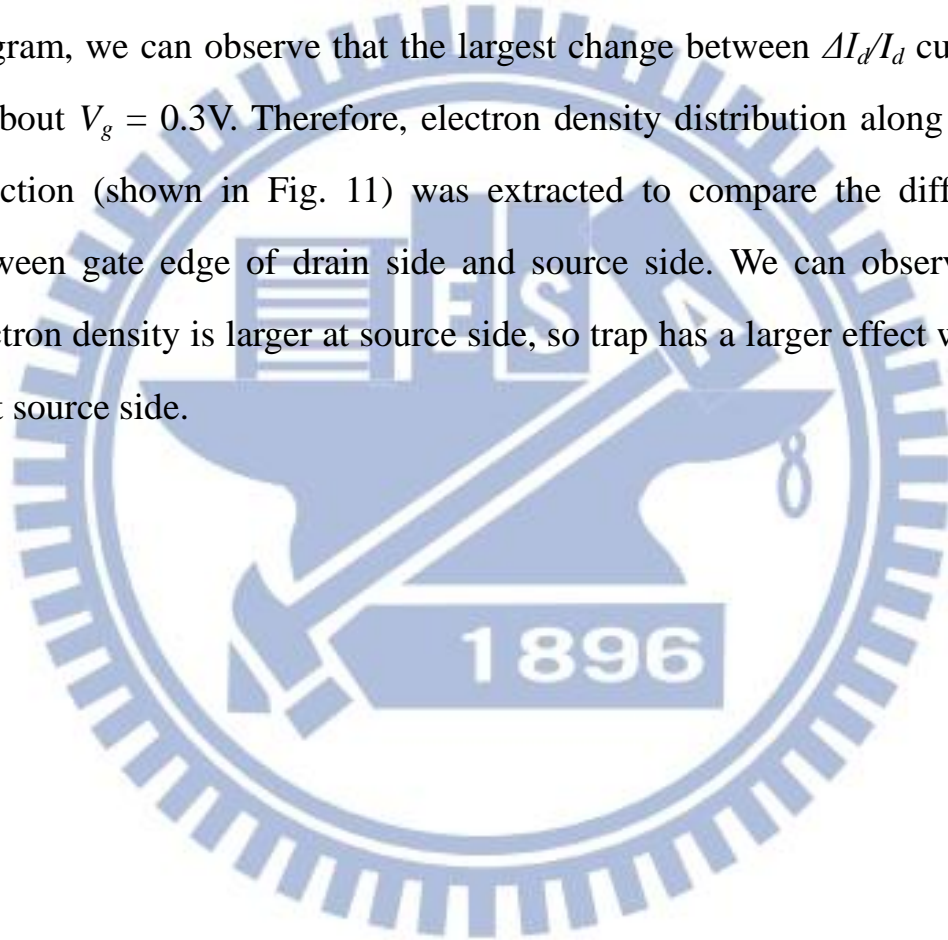 gram, we can observe that the largest change between ΔI_d/I_d cu
bout V_g = 0.3V. Therefore, electron density distribution along
ction (shown in Fig. 11) was extracted to compare the diff
ween gate edge of drain side and source side. We can observ
ctron density is larger at source side, so trap has a larger effect
t source side.
E S A
8
1896